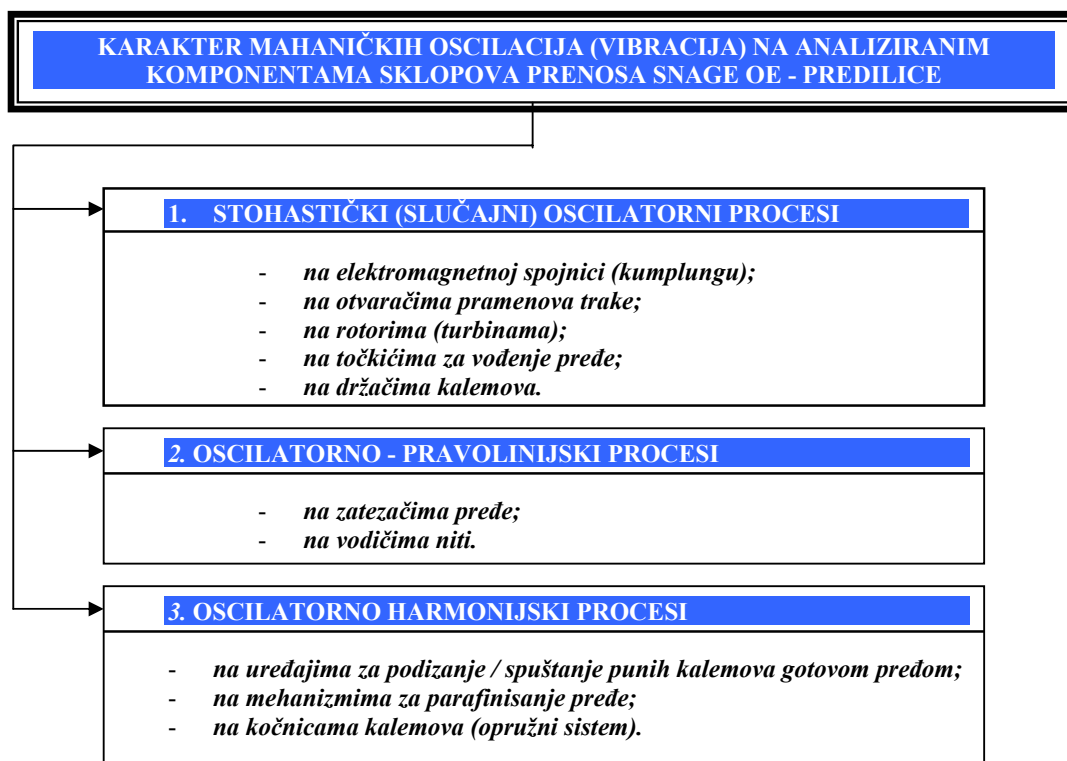 KARAKTER MAHANIČKIH OSCILACIJA (VIBRACIJA) NA ANALIZIRANIM
KOMPONENTAMA SKLOPOVA PRENOSA SNAGE OE - PREDILICE
1. STOHASTIČKI (SLUČAJNI) OSCILATORNI PROCESI
- na elektromagnetnoj spojnici (kumplungu);
- na otvaračima pramenova trake;
- na rotorima (turbinama);
- na točkićima za vođenje pređe;
- na držačima kalemova.
2. OSCILATORNO - PRAVOLINIJSKI PROCESI
- na zatezačima pređe;
- na vodičima niti.
3. OSCILATORNO HARMONIJSKI PROCESI
- na uređajima za podizanje / spuštanje punih kalemova gotovom pređom;
- na mehanizmima za parafinisanje pređe;
- na kočnicama kalemova (opružni sistem).